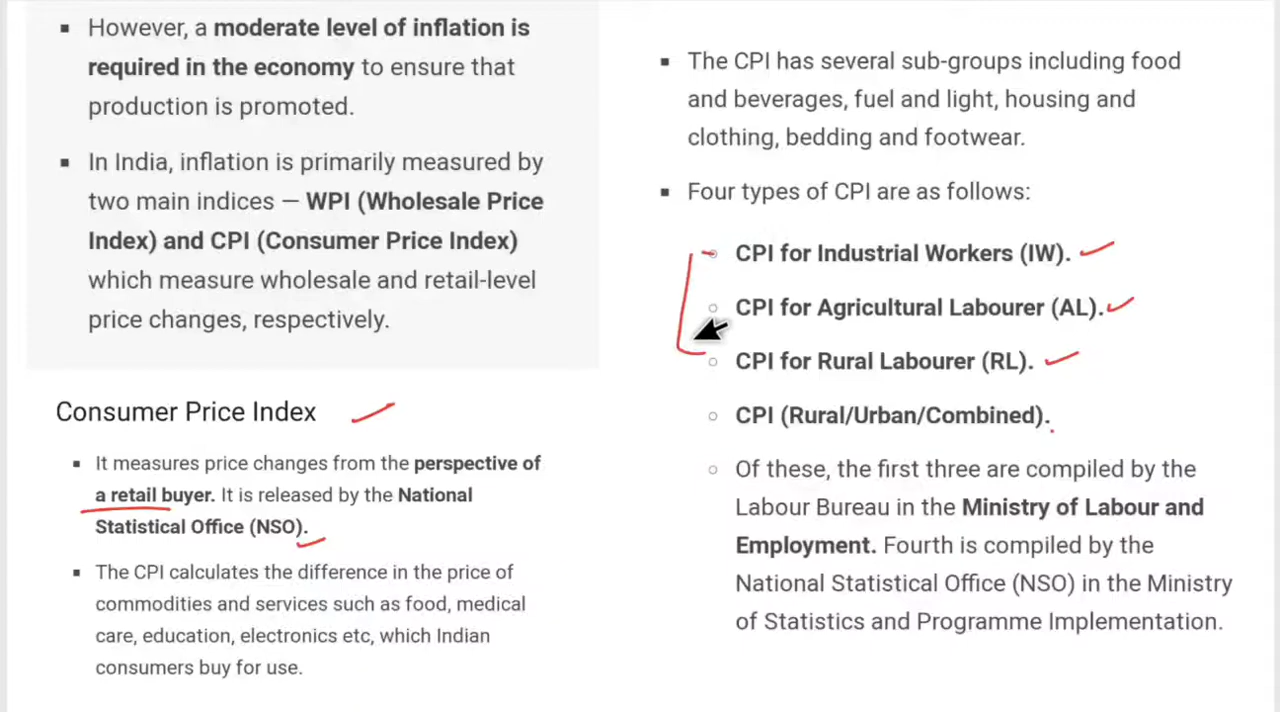 However, a moderate level of inflation is
required in the economy to ensure that
production is promoted.
In India, inflation is primarily measured by
two main indices — WPI (Wholesale Price
Index) and CPI (Consumer Price Index)
which measure wholesale and retail-level
price changes, respectively.
Consumer Price Index
It measures price changes from the perspective of
a retail buyer. It is released by the National
Statistical Office (NSO).
The CPI calculates the difference in the price of
commodities and services such as food, medical
care, education, electronics etc, which Indian
consumers buy for use.
The CPI has several sub-groups including food
and beverages, fuel and light, housing and
clothing, bedding and footwear.
Four types of CPI are as follows:
CPI for Industrial Workers (IW).
CPI for Agricultural Labourer (AL).
CPI for Rural Labourer (RL).
CPI (Rural/Urban/Combined).
Of these, the first three are compiled by the
Labour Bureau in the Ministry of Labour and
Employment. Fourth is compiled by the
National Statistical Office (NSO) in the Ministry
of Statistics and Programme Implementation.